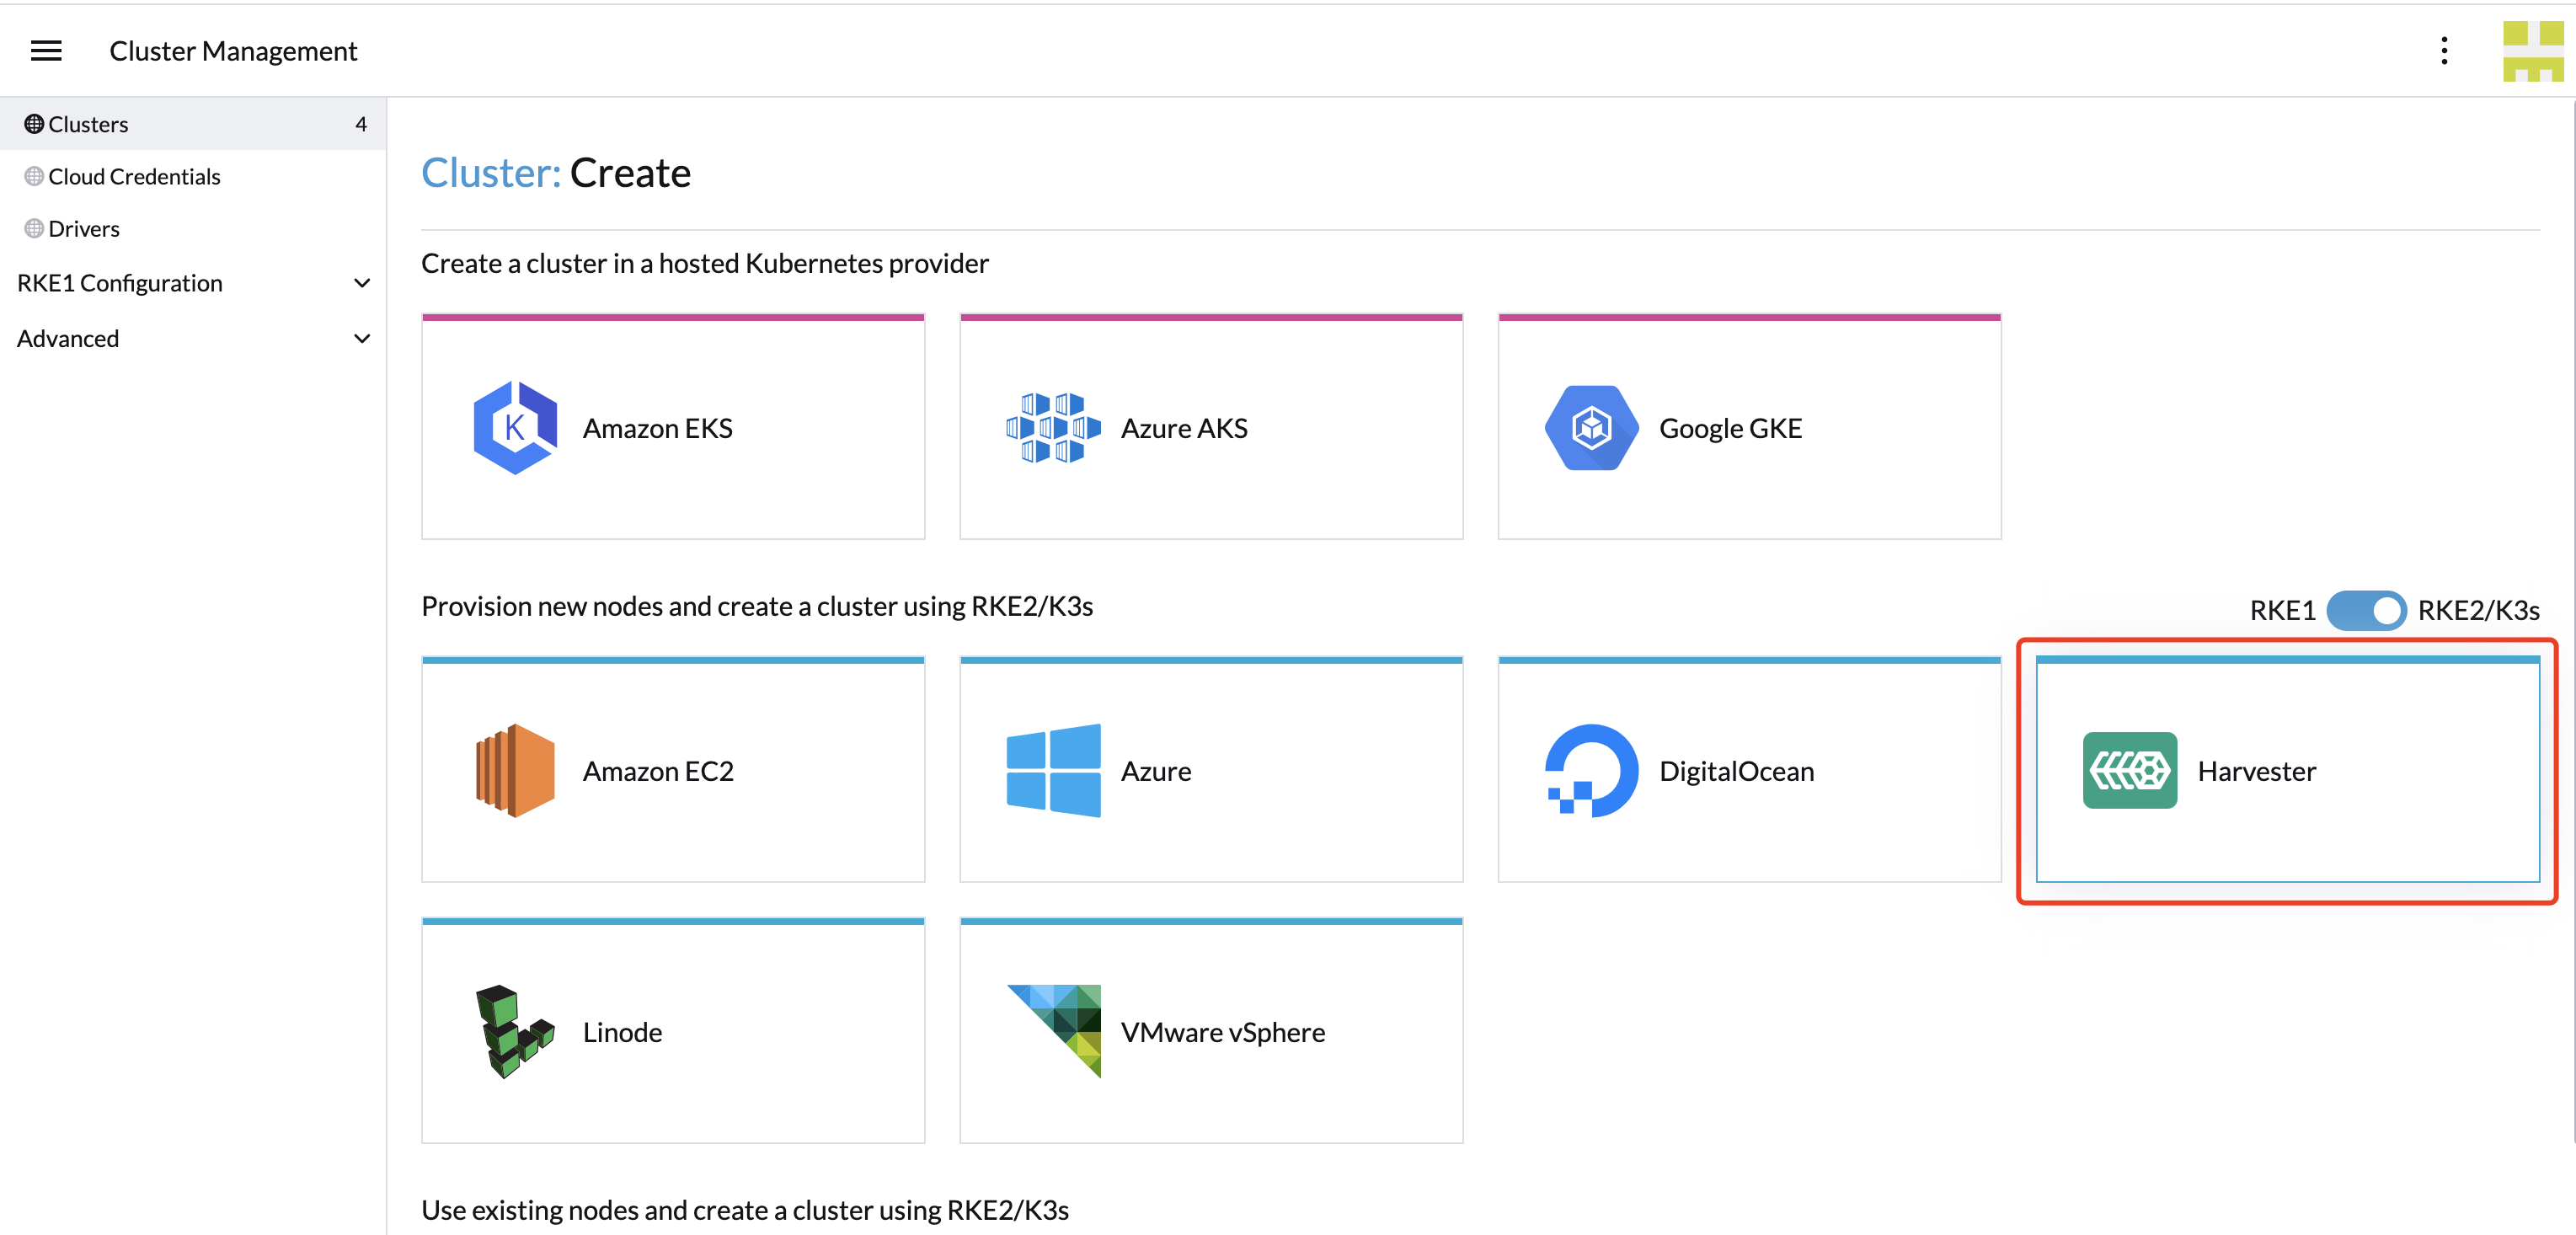 Cluster Management
Clusters 4
Cloud Credentials
Drivers
RKE1 Configuration
Advanced
Cluster: Create
Create a cluster in a hosted Kubernetes provider
K
Amazon EKS
Azure AKS
Google GKE
Provision new nodes and create a cluster using RKE2/K3s
RKE1 RKE2/K3s
Amazon EC2
Azure
DigitalOcean
Harvester
Linode
VMware vSphere
Use existing nodes and create a cluster using RKE2/K3s